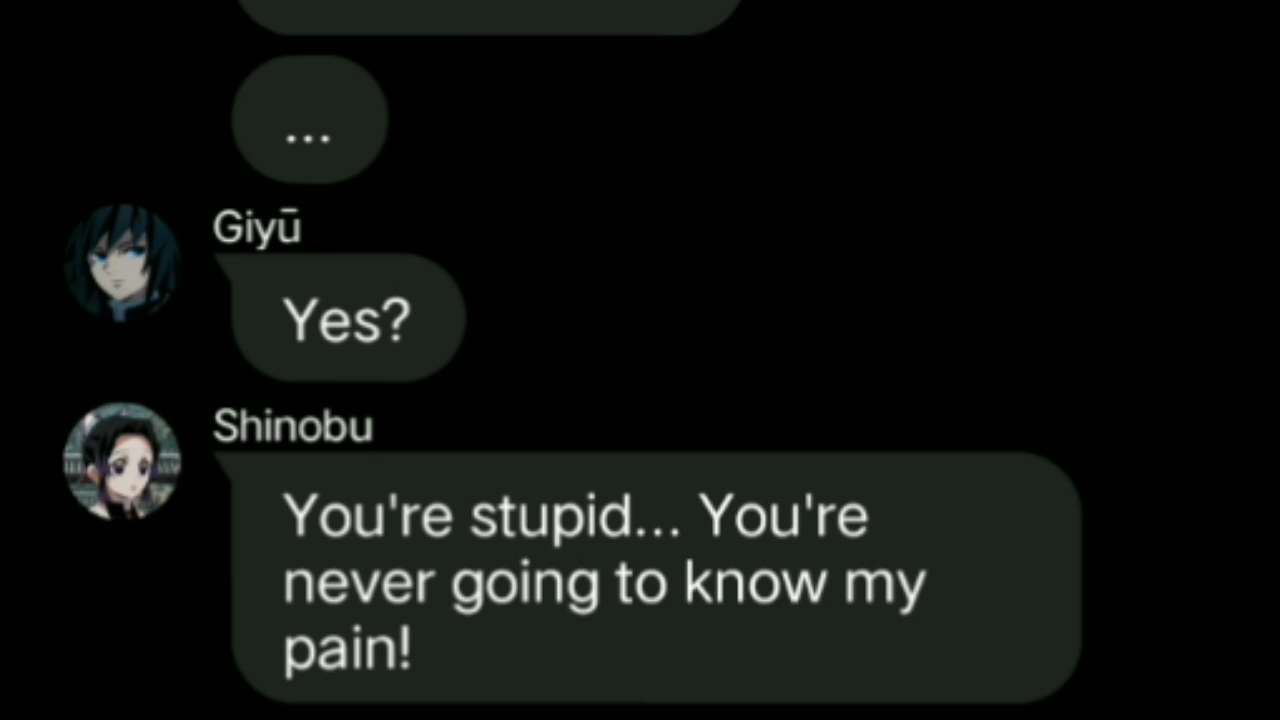 ...
Giyū
Yes?
Shinobu
You're stupid... You're
never going to know my
pain!